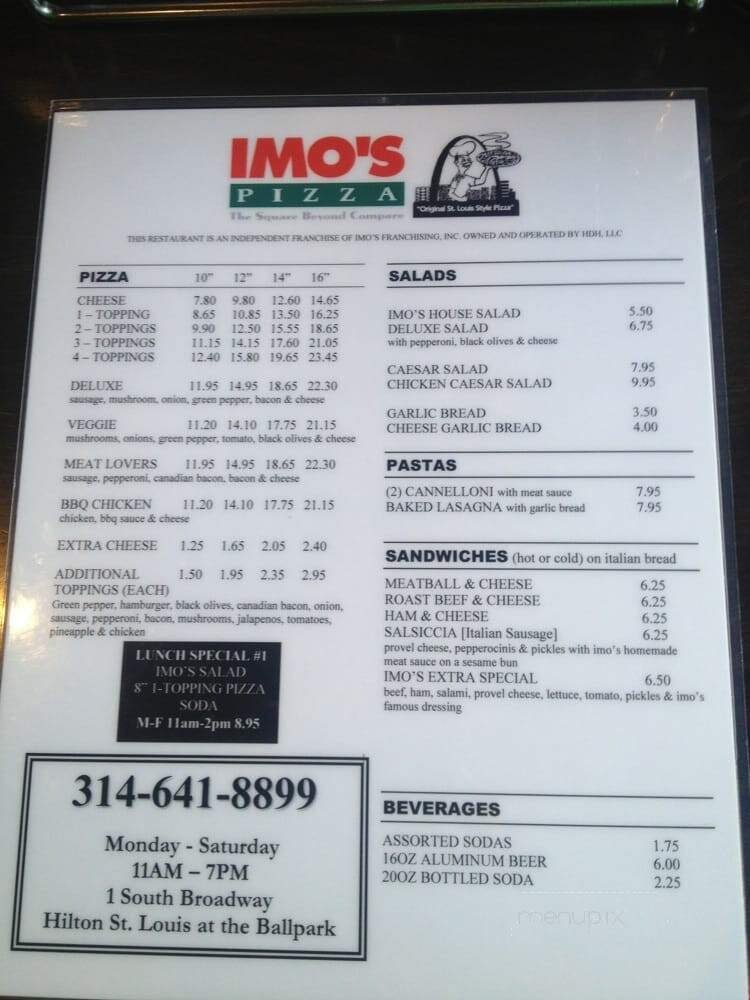 IMO'S
PIZZA
The Square Beyond Compare
"Original St. Louis Style Pizza"
THIS RESTAURANT IS AN INDEPENDENT FRANCHISE OF IMO'S FRANCHISING, INC. OWNED AND OPERATED BY HDH, LLC
PIZZA 10" 12" 14" 16"
CHEESE 7.80 9.80 12.60 14.65
1 – TOPPING 8.65 10.85 13.50 16.25
2 – TOPPINGS 9.90 12.50 15.55 18.65
3 – TOPPINGS 11.15 14.15 17.60 21.05
4 – TOPPINGS 12.40 15.80 19.65 23.45
DELUXE 11.95 14.95 18.65 22.30
sausage, mushroom, onion, green pepper, bacon & cheese
VEGGIE 11.20 14.10 17.75 21.15
mushrooms, onions, green pepper, tomato, black olives & cheese
MEAT LOVERS 11.95 14.95 18.65 22.30
sausage, pepperoni, canadian bacon, bacon & cheese
BBQ CHICKEN 11.20 14.10 17.75 21.15
chicken, bbq sauce & cheese
EXTRA CHEESE 1.25 1.65 2.05 2.40
ADDITIONAL 1.50 1.95 2.35 2.95
TOPPINGS (EACH)
Green pepper, hamburger, black olives, canadian bacon, onion,
sausage, pepperoni, bacon, mushrooms, jalapenos, tomatoes,
pineapple & chicken
LUNCH SPECIAL #1
IMO'S SALAD
8" 1-TOPPING PIZZA
SODA
M-F 11am-2pm 8.95
314-641-8899
Monday - Saturday
11AM – 7PM
1 South Broadway
Hilton St. Louis at the Ballpark
SALADS
IMO'S HOUSE SALAD 5.50
DELUXE SALAD 6.75
with pepperoni, black olives & cheese
CAESAR SALAD 7.95
CHICKEN CAESAR SALAD 9.95
GARLIC BREAD 3.50
CHEESE GARLIC BREAD 4.00
PASTAS
(2) CANNELLONI with meat sauce 7.95
BAKED LASAGNA with garlic bread 7.95
SANDWICHES (hot or cold) on italian bread
MEATBALL & CHEESE 6.25
ROAST BEEF & CHEESE 6.25
HAM & CHEESE 6.25
SALSICCIA [Italian Sausage] 6.25
provel cheese, pepperocinis & pickles with imo's homemade
meat sauce on a sesame bun
IMO'S EXTRA SPECIAL 6.50
beef, ham, salami, provel cheese, lettuce, tomato, pickles & imo's
famous dressing
BEVERAGES
ASSORTED SODAS 1.75
16OZ ALUMINUM BEER 6.00
20OZ BOTTLED SODA 2.25
menupix